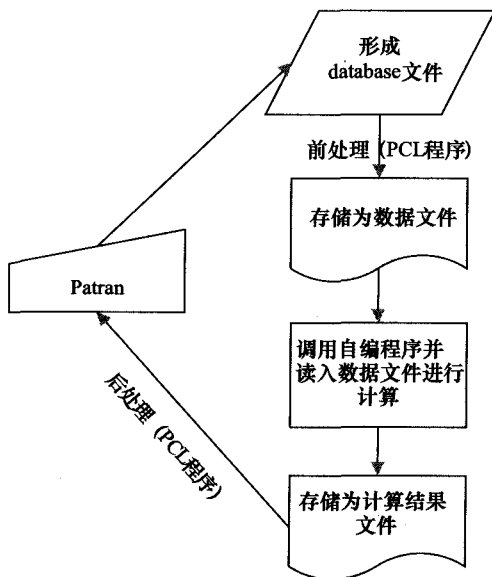 形成
database文件
前处理（PCL程序）
存储为数据文件
Patran
调用自编程序并
读入数据文件进行
计算
后处理（PCL程序）
存储为计算结果
文件